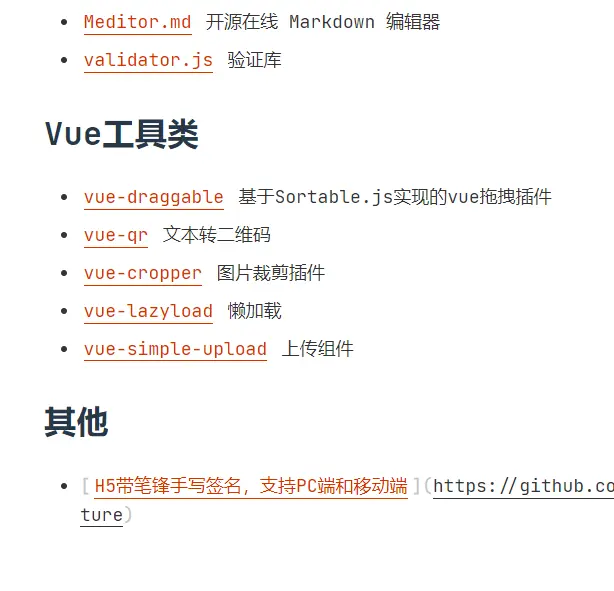 Meditor.md 开源在线 Markdown 编辑器
validator.js 验证库
Vue工具类
vue-draggable 基于Sortable.js实现的vue拖拽插件
vue-qr 文本转二维码
vue-cropper 图片裁剪插件
vue-lazyload 懒加载
vue-simple-upload 上传组件
其他
[H5带笔锋手写签名，支持PC端和移动端](https://github.co
ture)